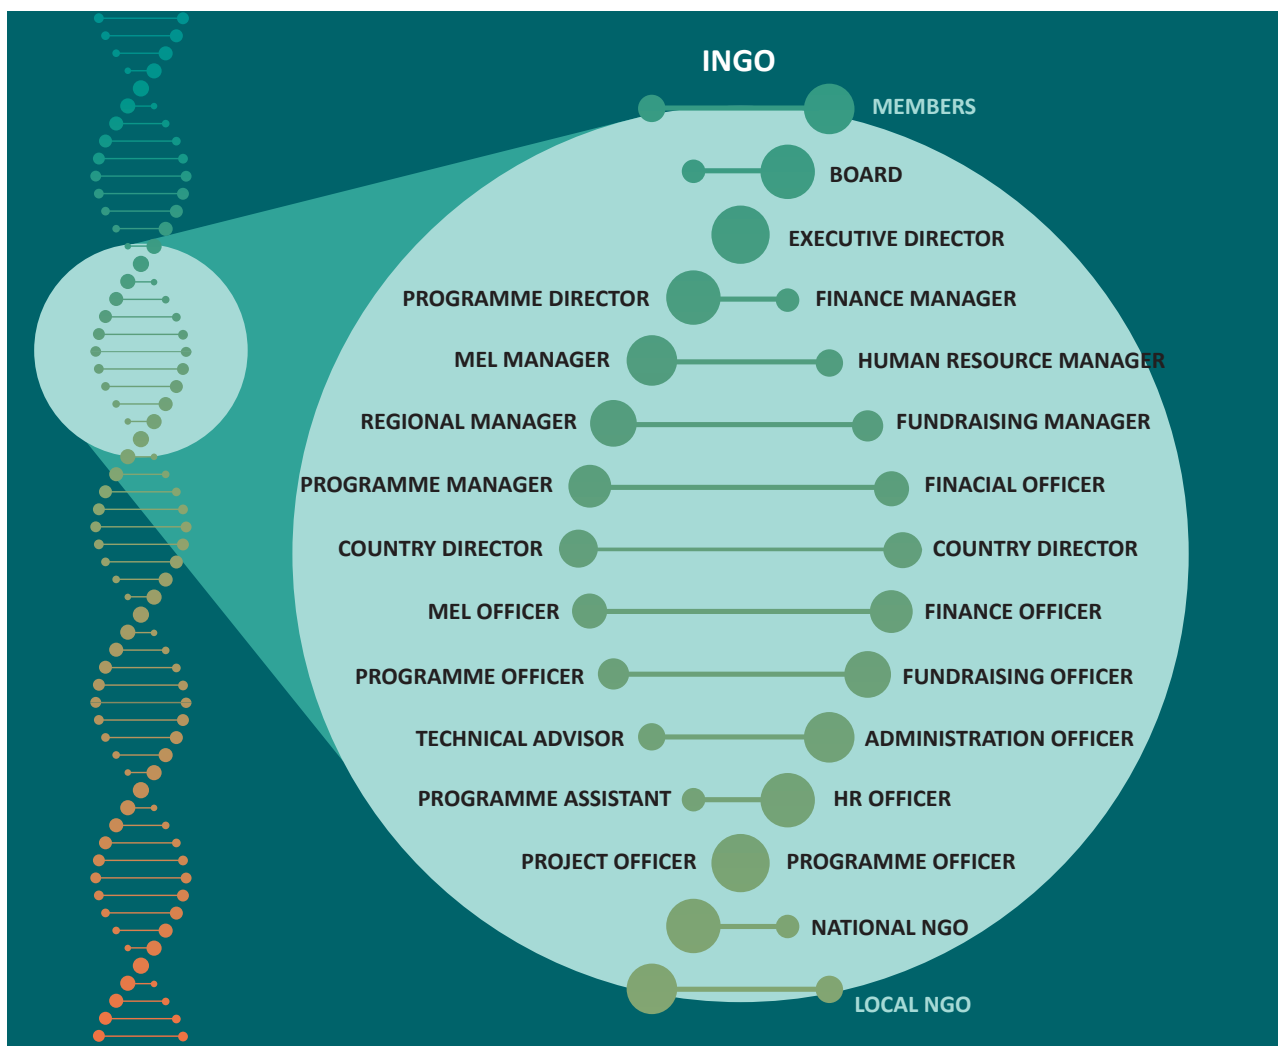 INGO
MEMBERS
BOARD
EXECUTIVE DIRECTOR
PROGRAMME DIRECTOR FINANCE MANAGER
MEL MANAGER HUMAN RESOURCE MANAGER
REGIONAL MANAGER FUNDRAISING MANAGER
PROGRAMME MANAGER FINACIAL OFFICER
COUNTRY DIRECTOR COUNTRY DIRECTOR
MEL OFFICER FINANCE OFFICER
PROGRAMME OFFICER FUNDRAISING OFFICER
TECHNICAL ADVISOR ADMINISTRATION OFFICER
PROGRAMME ASSISTANT HR OFFICER
PROJECT OFFICER PROGRAMME OFFICER
NATIONAL NGO
LOCAL NGO